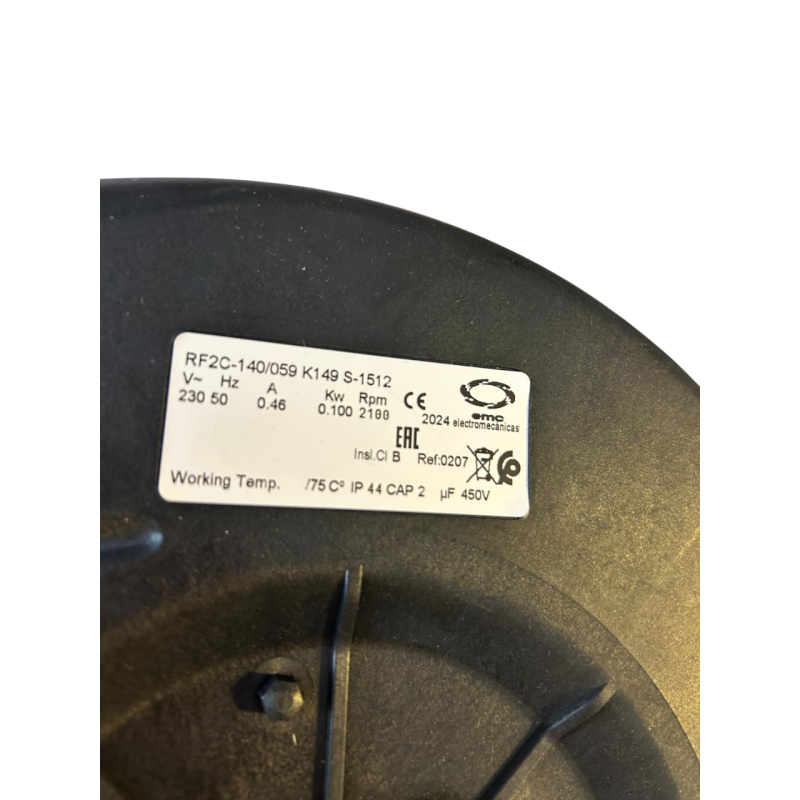 RF2C-140/059 K149 S-1512
V~ Hz A Kw Rpm CE
230 50 0.46 0.100 2100 2024
emc
electromecánicas
EAC
Insl.Cl B Ref:0207
Working Temp. /75 Cº IP 44 CAP 2 µF 450V